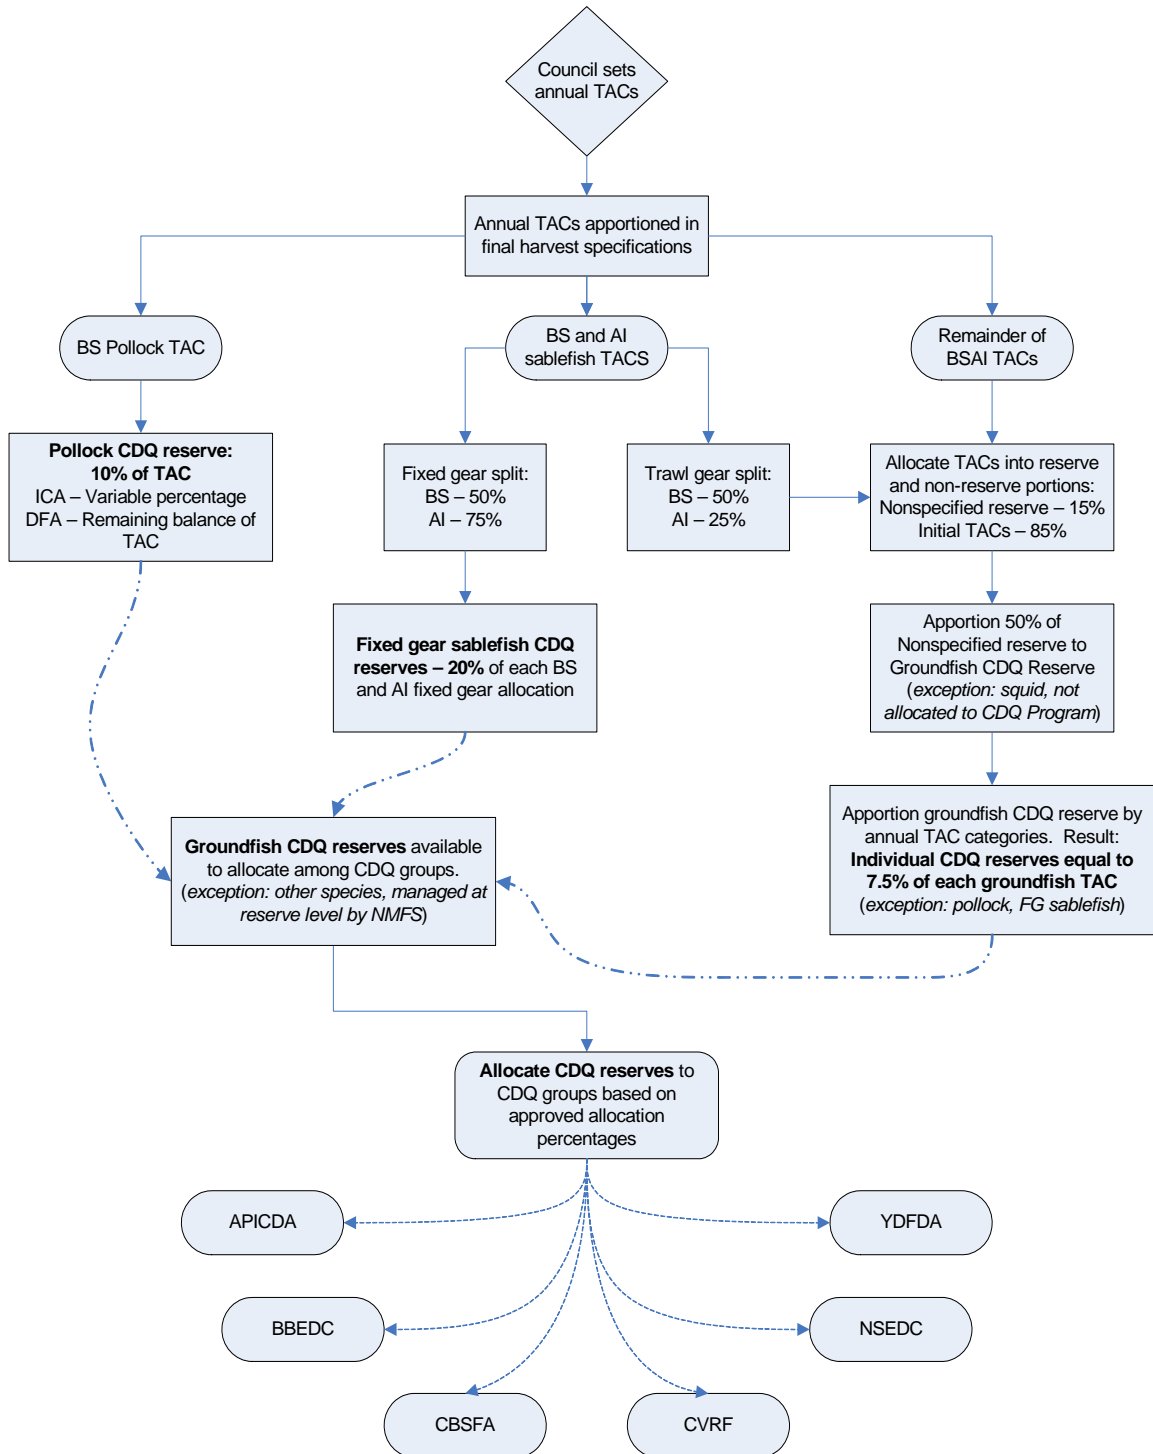 Council sets
annual TACs
Annual TACs apportioned in
final harvest specifications
BS Pollock TAC
BS and AI
sablefish TACS
Remainder of
BSAI TACs
Pollock CDQ reserve:
10% of TAC
ICA – Variable percentage
DFA – Remaining balance of
TAC
Fixed gear split:
BS – 50%
AI – 75%
Trawl gear split:
BS – 50%
AI – 25%
Allocate TACs into reserve
and non-reserve portions:
Nonspecified reserve – 15%
Initial TACs – 85%
Fixed gear sablefish CDQ
reserves – 20% of each BS
and AI fixed gear allocation
Apportion 50% of
Nonspecified reserve to
Groundfish CDQ Reserve
(exception: squid, not
allocated to CDQ Program)
Groundfish CDQ reserves available
to allocate among CDQ groups.
(exception: other species, managed at
reserve level by NMFS)
Apportion groundfish CDQ reserve by
annual TAC categories.  Result:
Individual CDQ reserves equal to
7.5% of each groundfish TAC
(exception: pollock, FG sablefish)
Allocate CDQ reserves to
CDQ groups based on
approved allocation
percentages
APICDA
YDFDA
BBEDC
NSEDC
CBSFA
CVRF